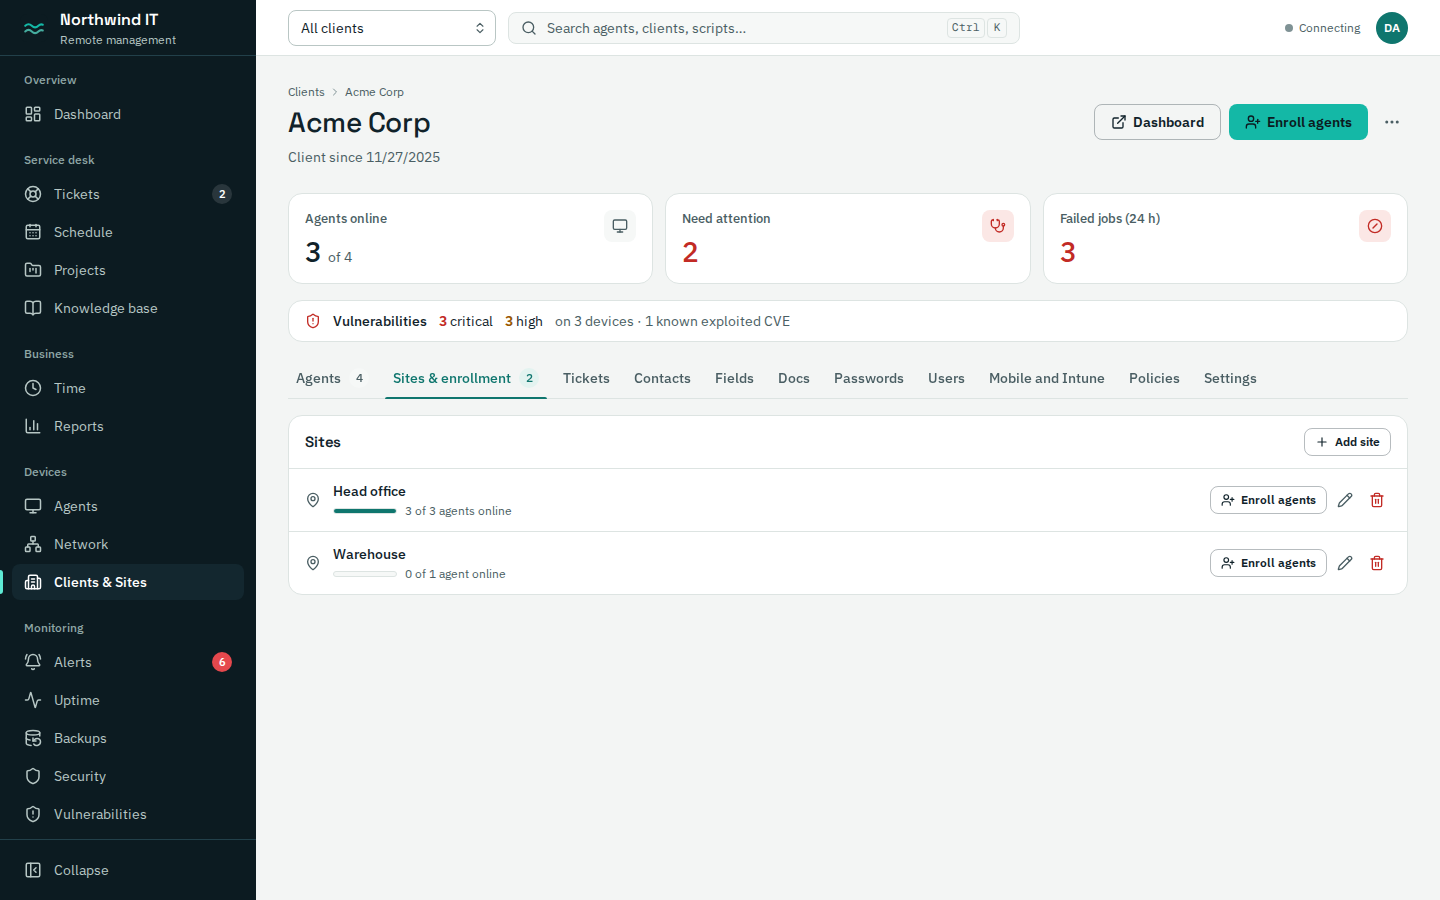 Northwind IT
Remote management
Overview
Dashboard
Service desk
Tickets 2
Schedule
Projects
Knowledge base
Business
Time
Reports
Devices
Agents
Network
Clients & Sites
Monitoring
Alerts 6
Uptime
Backups
Security
Vulnerabilities
Collapse
All clients
Search agents, clients, scripts... Ctrl K
Connecting
DA
Clients > Acme Corp
Acme Corp
Client since 11/27/2025
Dashboard
Enroll agents
Agents online
3 of 4
Need attention
2
Failed jobs (24 h)
3
Vulnerabilities 3 critical 3 high on 3 devices · 1 known exploited CVE
Agents 4 Sites & enrollment 2 Tickets Contacts Fields Docs Passwords Users Mobile and Intune Policies Settings
Sites
Add site
Head office
3 of 3 agents online
Enroll agents
Warehouse
0 of 1 agent online
Enroll agents